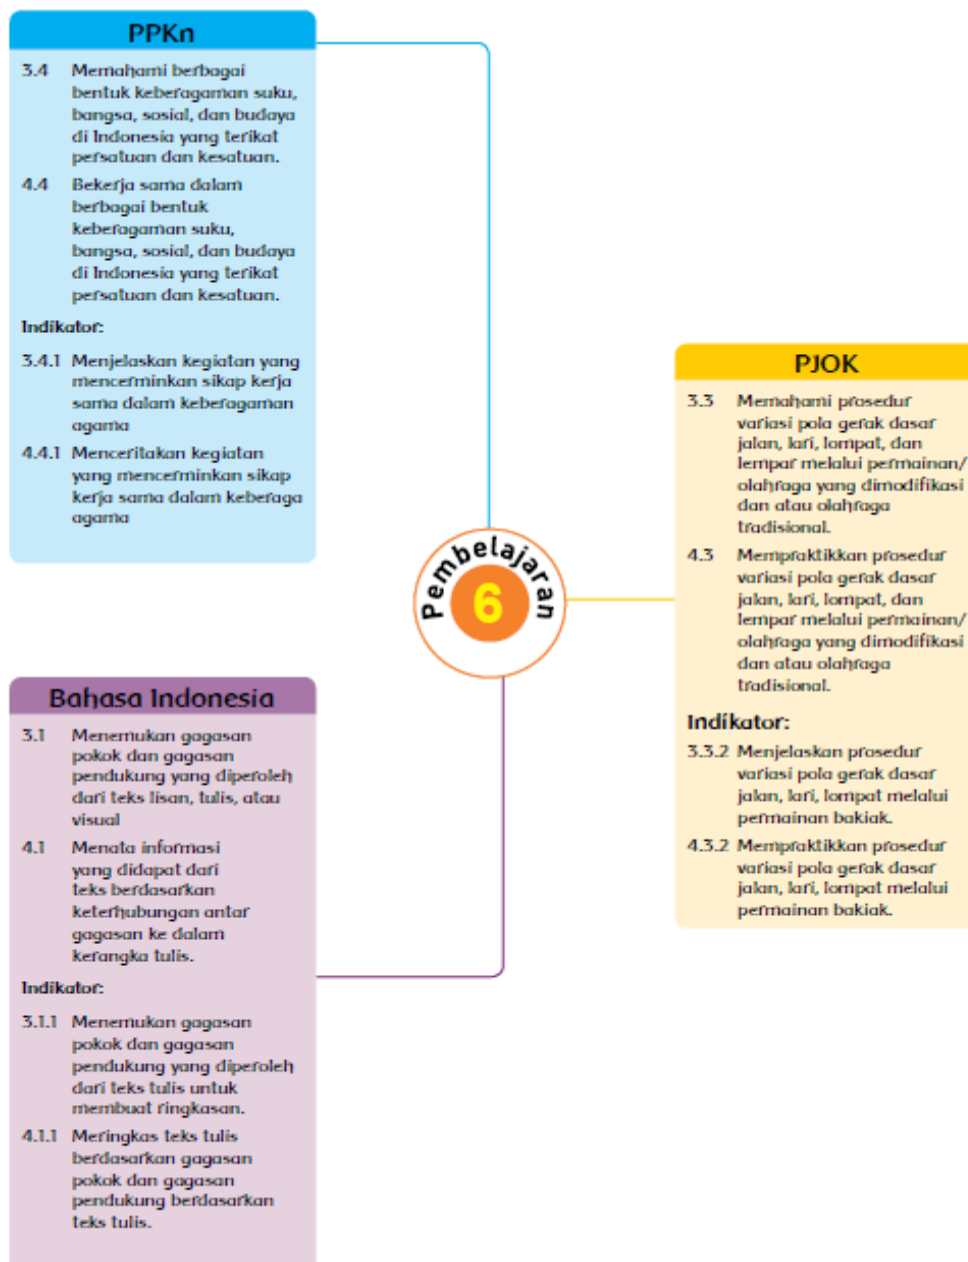 PPKn
3.4 Memahami berbagai
bentuk keberagaman suku,
bangsa, sosial, dan budaya
di Indonesia yang terikat
persatuan dan kesatuan.
4.4 Bekerja sama dalam
berbagai bentuk
keberagaman suku,
bangsa, sosial, dan budaya
di Indonesia yang terikat
persatuan dan kesatuan.
Indikator:
3.4.1 Menjelaskan kegiatan yang
mencerminkan sikap kerja
sama dalam keberagaman
agama
4.4.1 Menceritakan kegiatan
yang mencerminkan sikap
kerja sama dalam keberaga
agama
Pembelajaran
6
PJOK
3.3 Memahami prosedur
variasi pola gerak dasar
jalan, lari, lompat, dan
lempar melalui permainan/
olahraga yang dimodifikasi
dan atau olahraga
tradisional.
4.3 Mempraktikkan prosedur
variasi pola gerak dasar
jalan, lari, lompat, dan
lempar melalui permainan/
olahraga yang dimodifikasi
dan atau olahraga
tradisional.
Indikator:
3.3.2 Menjelaskan prosedur
variasi pola gerak dasar
jalan, lari, lompat melalui
permainan bakiak.
4.3.2 Mempraktikkan prosedur
variasi pola gerak dasar
jalan, lari, lompat melalui
permainan bakiak.
Bahasa Indonesia
3.1 Menemukan gagasan
pokok dan gagasan
pendukung yang diperoleh
dari teks lisan, tulis, atau
visual
4.1 Menata informasi
yang didapat dari
teks berdasarkan
keterhubungan antar
gagasan ke dalam
kerangka tulis.
Indikator:
3.1.1 Menemukan gagasan
pokok dan gagasan
pendukung yang diperoleh
dari teks tulis untuk
membuat ringkasan.
4.1.1 Meringkas teks tulis
berdasarkan gagasan
pokok dan gagasan
pendukung berdasarkan
teks tulis.